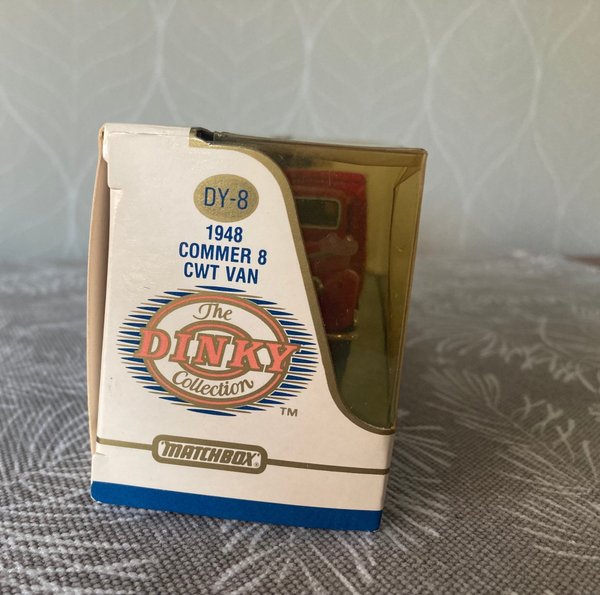 DY-8
1948
COMMER 8
CWT VAN
The
DINKY
Collection
TM
"MATCHBOX"®